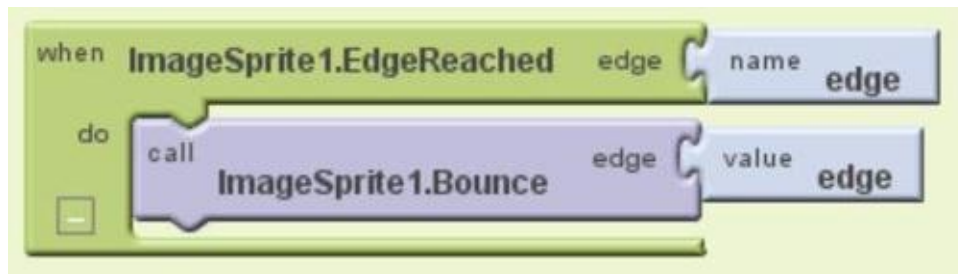 when ImageSprite1.EdgeReached edge name edge
do
call ImageSprite1.Bounce edge value edge